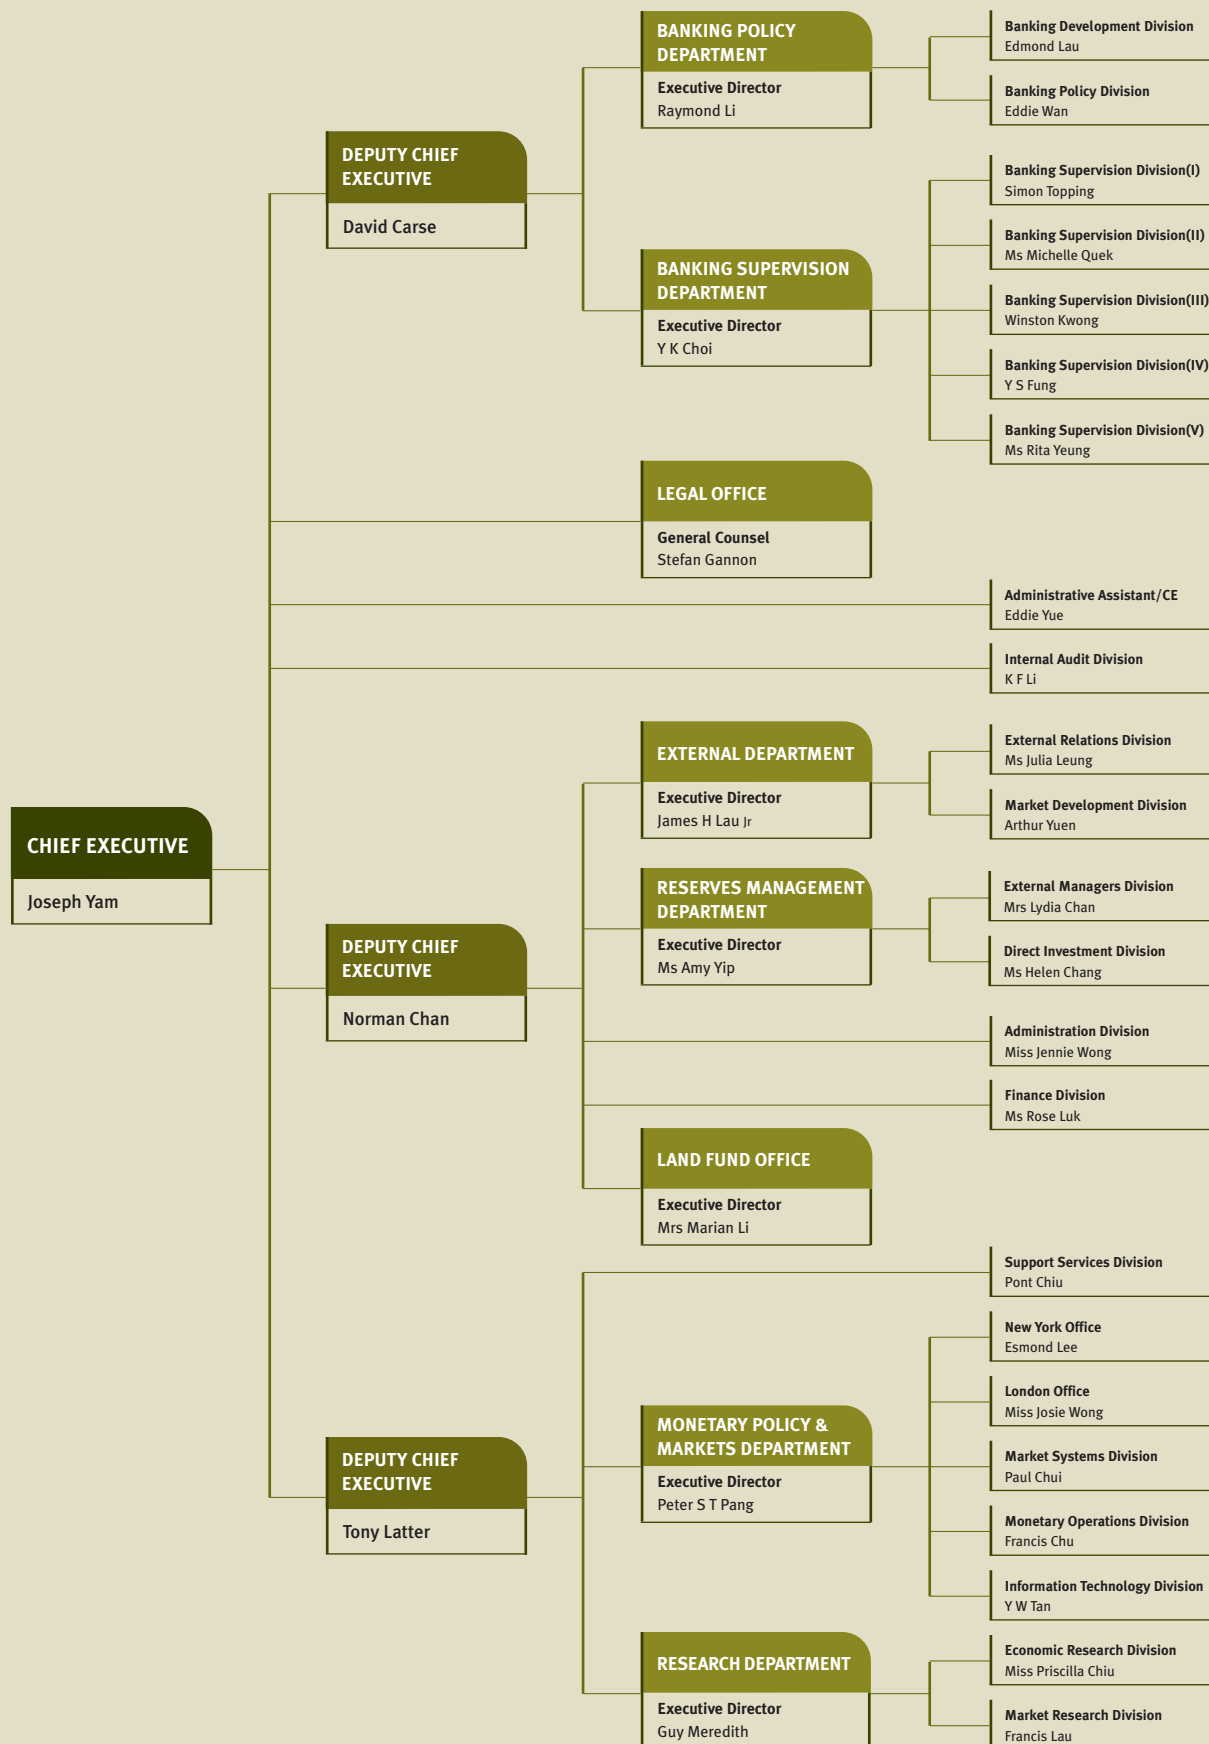 CHIEF EXECUTIVE
Joseph Yam
DEPUTY CHIEF
EXECUTIVE
David Carse
BANKING POLICY
DEPARTMENT
Executive Director
Raymond Li
Banking Development Division
Edmond Lau
Banking Policy Division
Eddie Wan
BANKING SUPERVISION
DEPARTMENT
Executive Director
Y K Choi
Banking Supervision Division(I)
Simon Topping
Banking Supervision Division(II)
Ms Michelle Quek
Banking Supervision Division(III)
Winston Kwong
Banking Supervision Division(IV)
Y S Fung
Banking Supervision Division(V)
Ms Rita Yeung
LEGAL OFFICE
General Counsel
Stefan Gannon
Administrative Assistant/CE
Eddie Yue
Internal Audit Division
K F Li
DEPUTY CHIEF
EXECUTIVE
Norman Chan
EXTERNAL DEPARTMENT
Executive Director
James H Lau Jr
External Relations Division
Ms Julia Leung
Market Development Division
Arthur Yuen
RESERVES MANAGEMENT
DEPARTMENT
Executive Director
Ms Amy Yip
External Managers Division
Mrs Lydia Chan
Direct Investment Division
Ms Helen Chang
Administration Division
Miss Jennie Wong
Finance Division
Ms Rose Luk
LAND FUND OFFICE
Executive Director
Mrs Marian Li
DEPUTY CHIEF
EXECUTIVE
Tony Latter
Support Services Division
Pont Chiu
MONETARY POLICY &
MARKETS DEPARTMENT
Executive Director
Peter S T Pang
New York Office
Esmond Lee
London Office
Miss Josie Wong
Market Systems Division
Paul Chui
Monetary Operations Division
Francis Chu
Information Technology Division
Y W Tan
RESEARCH DEPARTMENT
Executive Director
Guy Meredith
Economic Research Division
Miss Priscilla Chiu
Market Research Division
Francis Lau